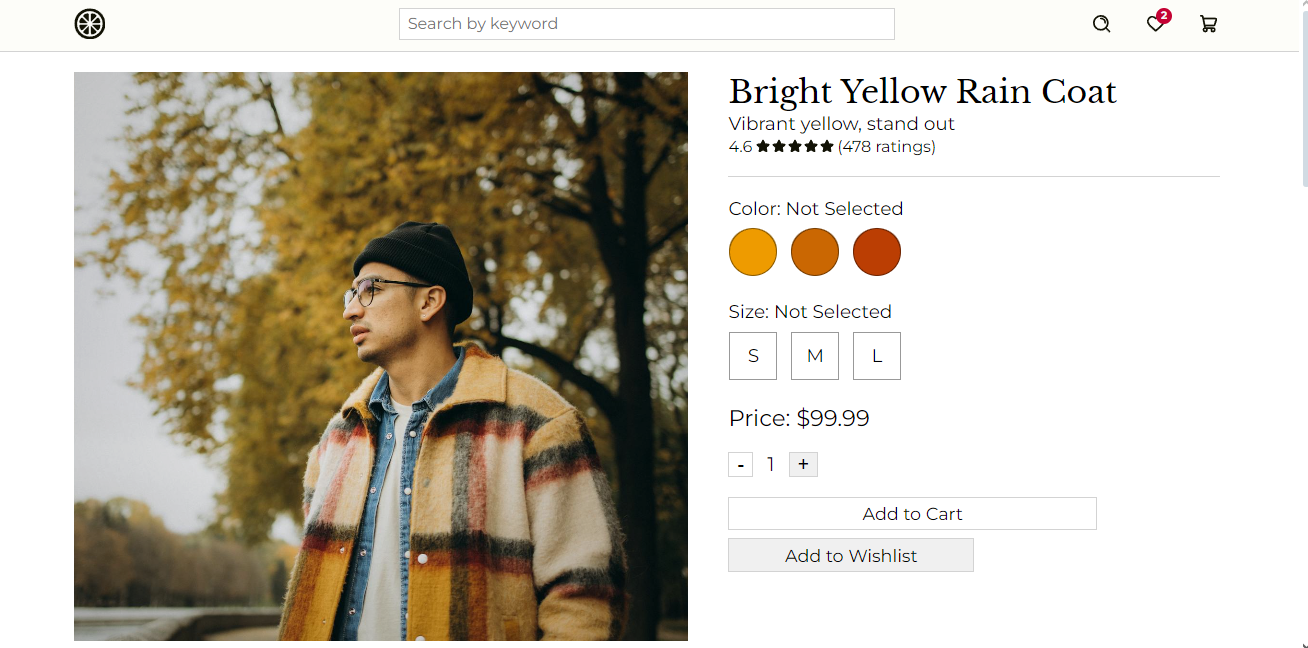 Search by keyword
2
Bright Yellow Rain Coat
Vibrant yellow, stand out
4.6 ★★★★★ (478 ratings)
Color: Not Selected
Size: Not Selected
S M L
Price: $99.99
- 1 +
Add to Cart
Add to Wishlist